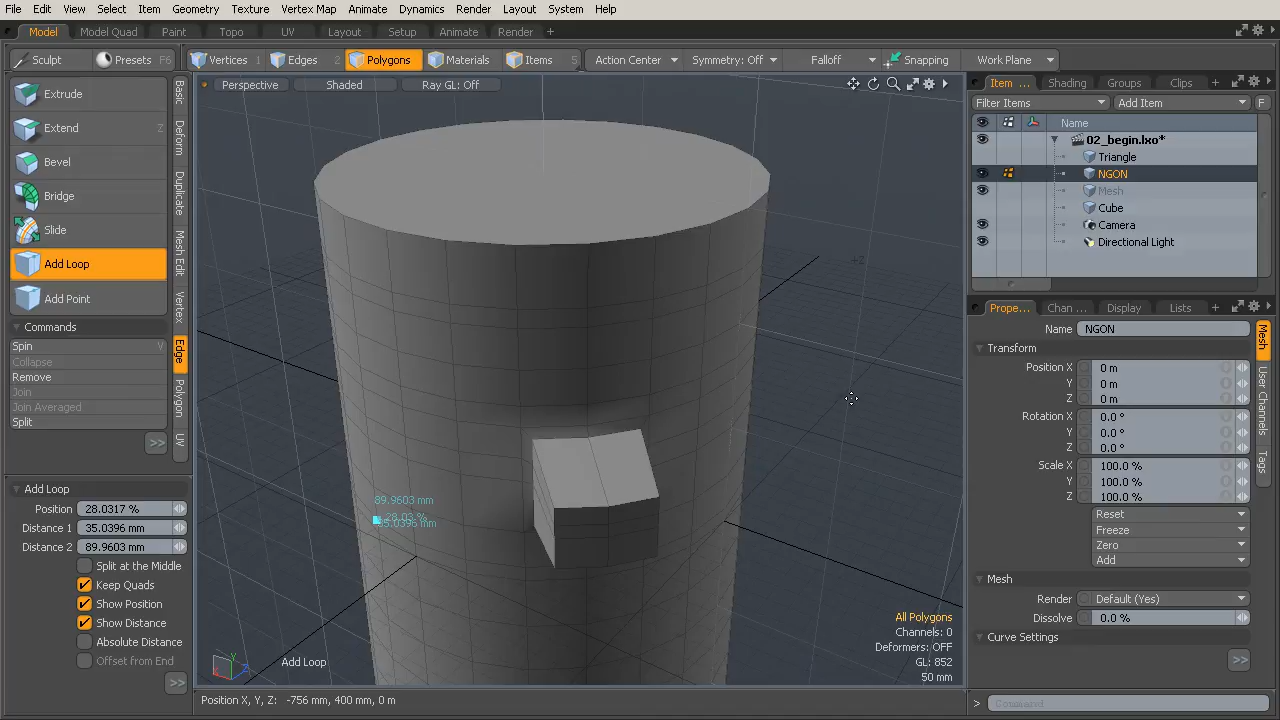 File Edit View Select Item Geometry Texture Vertex Map Animate Dynamics Render Layout System Help
Model Model Quad Paint Topo UV Layout Setup Animate Render +
Sculpt Presets F6 Vertices 1 Edges 2 Polygons Materials Items 5 Action Center Symmetry: Off Falloff Snapping Work Plane
Perspective Shaded Ray GL: Off
Extrude
Extend Z
Bevel
Bridge
Slide
Add Loop
Add Point
Commands
Spin V
Collapse
Remove
Join
Join Averaged
Split
>>
Basic
Deform
Duplicate
Mesh Edit
Vertex
Edge
Polygon
UV
Add Loop
Position 28.0317 %
Distance 1 35.0396 mm
Distance 2 89.9603 mm
Split at the Middle
Keep Quads
Show Position
Show Distance
Absolute Distance
Offset from End
>>
+Z
89.9603 mm
28.03 %
35.0396 mm
All Polygons
Channels: 0
Deformers: OFF
GL: 852
50 mm
Y
X
Z
Add Loop
Position X, Y, Z: -756 mm, 400 mm, 0 m
Item ... Shading Groups Clips +
Filter Items Add Item F
Name
02_begin.lxo*
Triangle
NGON
Mesh
Cube
Camera
Directional Light
Prope... Chan ... Display Lists +
Name NGON
Transform
Position X 0 m
Y 0 m
Z 0 m
Rotation X 0.0 °
Y 0.0 °
Z 0.0 °
Scale X 100.0 %
Y 100.0 %
Z 100.0 %
Reset
Freeze
Zero
Add
Mesh
Render Default (Yes)
Dissolve 0.0 %
Curve Settings
>>
Mesh
User Channels
Tags
> Command